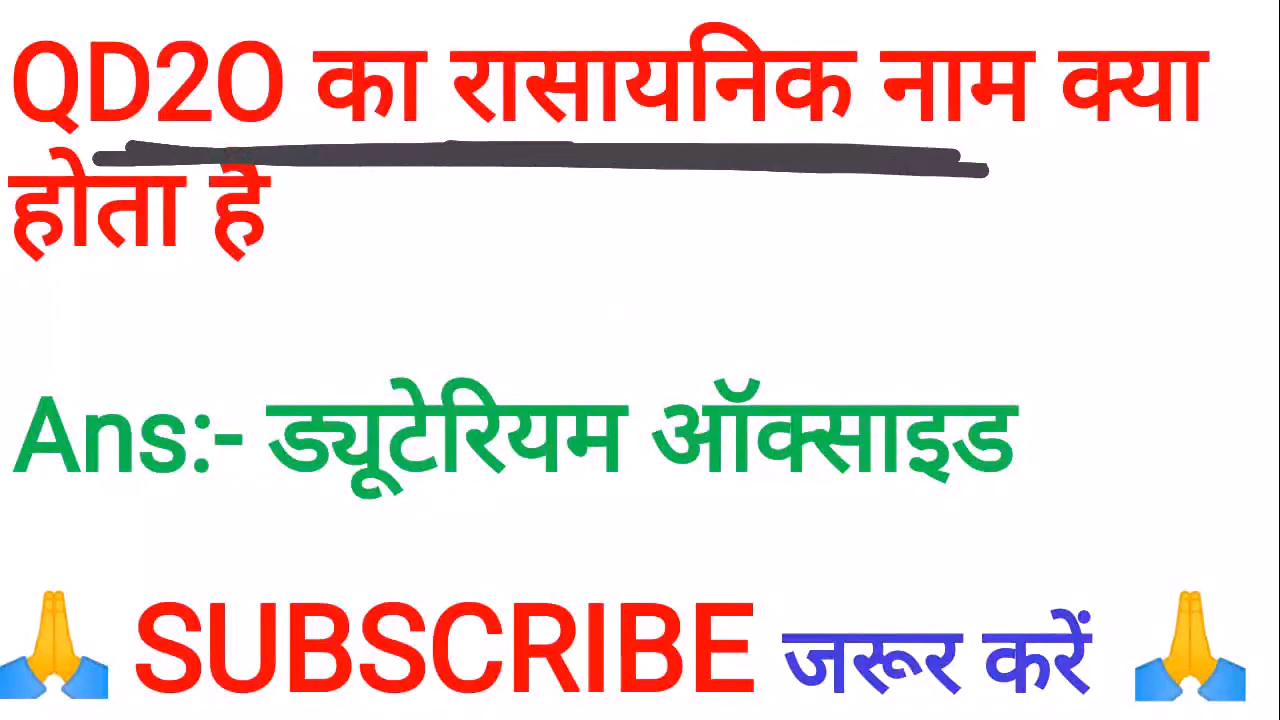 QD2O का रासायनिक नाम क्या
होता है
Ans:- ड्यूटेरियम ऑक्साइड
🙏 SUBSCRIBE जरूर करें 🙏